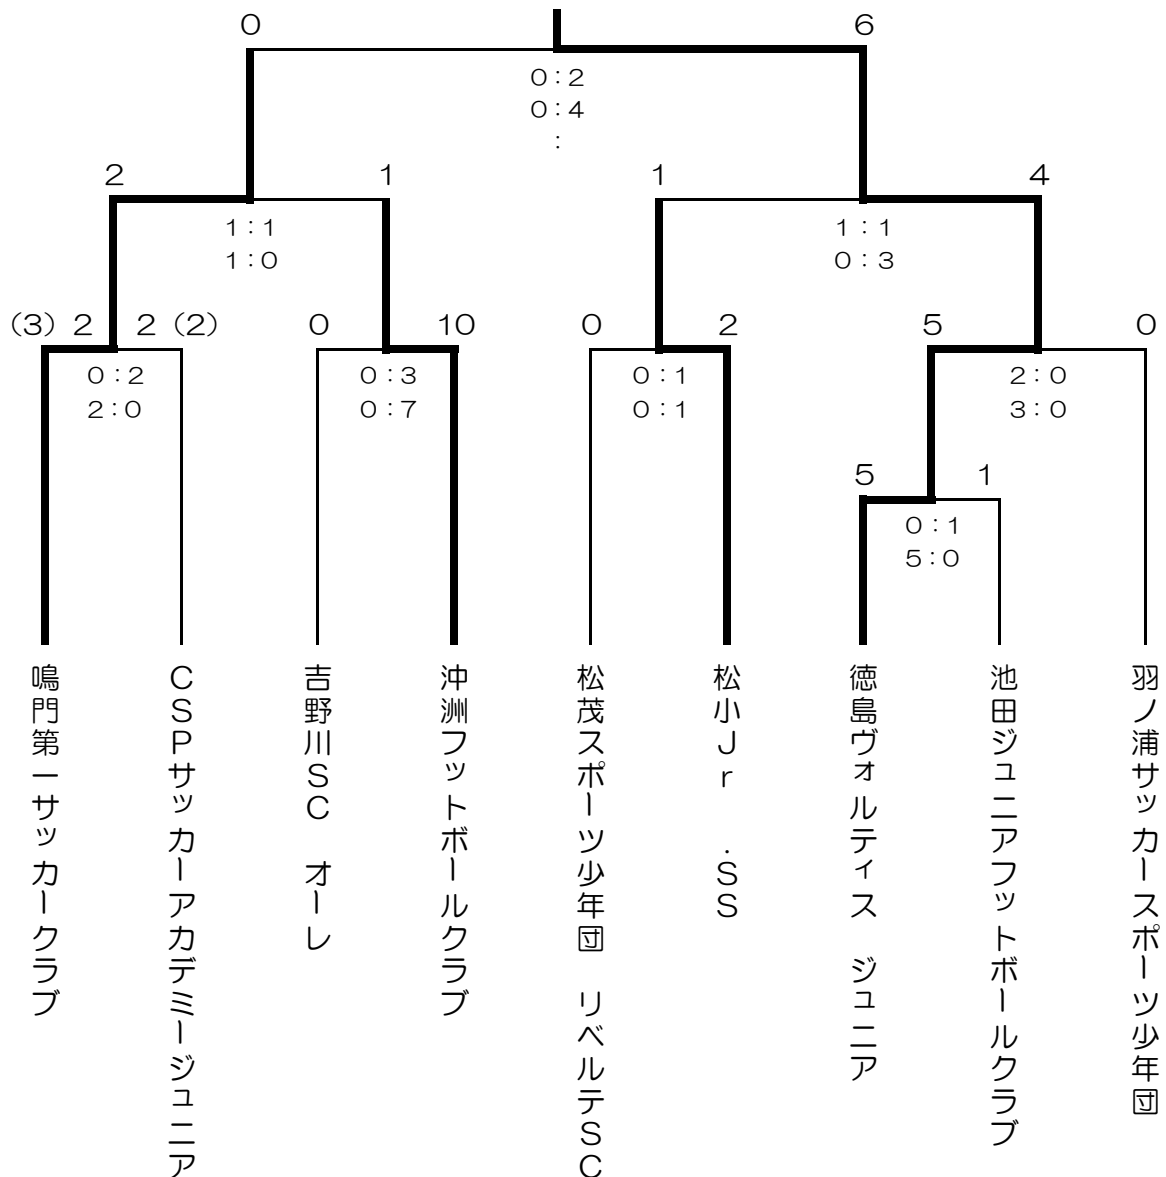 0 6
0:2
0:4
:
2 1 1 4
1:1 1:1
1:0 0:3
(3) 2 2 (2) 0 10 0 2 5 0
0:2 0:3 0:1 2:0
2:0 0:7 0:1 3:0
5 1
0:1
5:0
鳴門第一サッカークラブ
CSPサッカーアカデミージュニア
吉野川SC オーレ
沖洲フットボールクラブ
松茂スポーツ少年団 リベルテSC
松小Jr .SS
徳島ヴォルティス ジュニア
池田ジュニアフットボールクラブ
羽ノ浦サッカースポーツ少年団